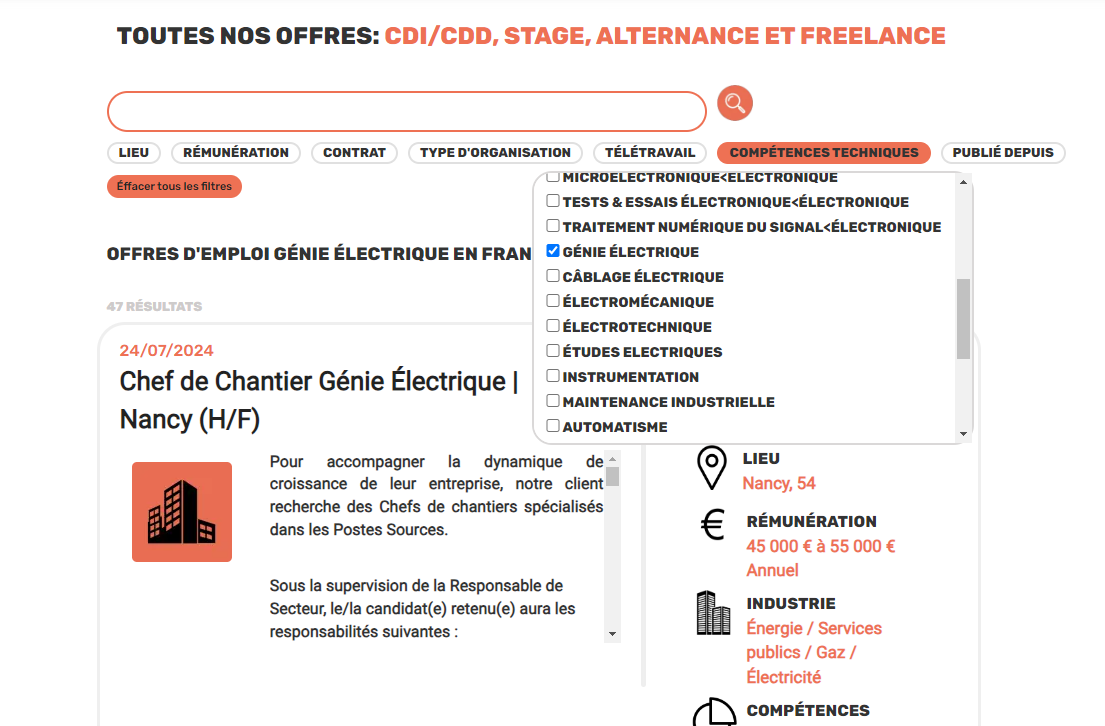 TOUTES NOS OFFRES: CDI/CDD, STAGE, ALTERNANCE ET FREELANCE
LIEU
RÉMUNÉRATION
CONTRAT
TYPE D'ORGANISATION
TÉLÉTRAVAIL
COMPÉTENCES TECHNIQUES
PUBLIÉ DEPUIS
Éffacer tous les filtres
MICROÉLECTRONIQUE<ÉLECTRONIQUE
TESTS & ESSAIS ÉLECTRONIQUE<ÉLECTRONIQUE
TRAITEMENT NUMÉRIQUE DU SIGNAL<ÉLECTRONIQUE
GÉNIE ÉLECTRIQUE
CÂBLAGE ÉLECTRIQUE
ÉLECTROMÉCANIQUE
ÉLECTROTECHNIQUE
ÉTUDES ELECTRIQUES
INSTRUMENTATION
MAINTENANCE INDUSTRIELLE
AUTOMATISME
OFFRES D'EMPLOI GÉNIE ÉLECTRIQUE EN FRAN
47 RÉSULTATS
24/07/2024
Chef de Chantier Génie Électrique |
Nancy (H/F)
Pour accompagner la dynamique de
croissance de leur entreprise, notre client
recherche des Chefs de chantiers spécialisés
dans les Postes Sources.
Sous la supervision de la Responsable de
Secteur, le/la candidat(e) retenu(e) aura les
responsabilités suivantes :
LIEU
Nancy, 54
RÉMUNÉRATION
45 000 € à 55 000 €
Annuel
INDUSTRIE
Énergie / Services
publics / Gaz /
Électricité
COMPÉTENCES